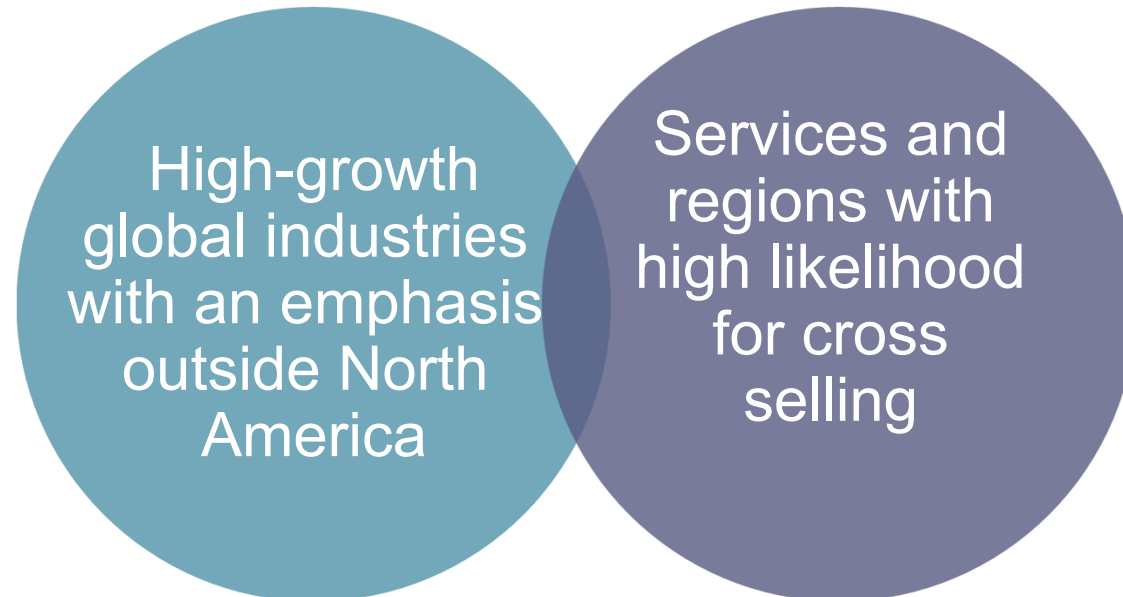 High-growth
global industries
with an emphasis
outside North
America
Services and
regions with
high likelihood
for cross
selling